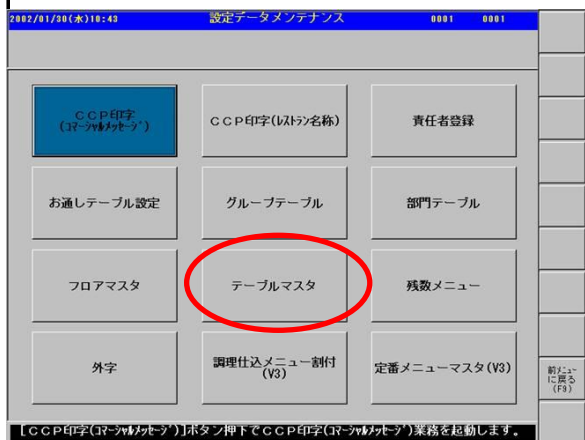 2002/01/30(水)10:43 設定データメンテナンス 0001 0001
ＣＣＰ印字
(ｺﾏｰｼｬﾙﾒｯｾｰｼﾞ)
ＣＣＰ印字(ﾚｽﾄﾗﾝ名称)
責任者登録
お通しテーブル設定
グループテーブル
部門テーブル
フロアマスタ
テーブルマスタ
残数メニュー
外字
調理仕込メニュー割付
(V3)
定番メニューマスタ(V3)
前ﾒﾆｭｰ
に戻る
(F9)
[ＣＣＰ印字(ｺﾏｰｼｬﾙﾒｯｾｰｼﾞ)]ボタン押下でＣＣＰ印字(ｺﾏｰｼｬﾙﾒｯｾｰｼﾞ)業務を起動します。